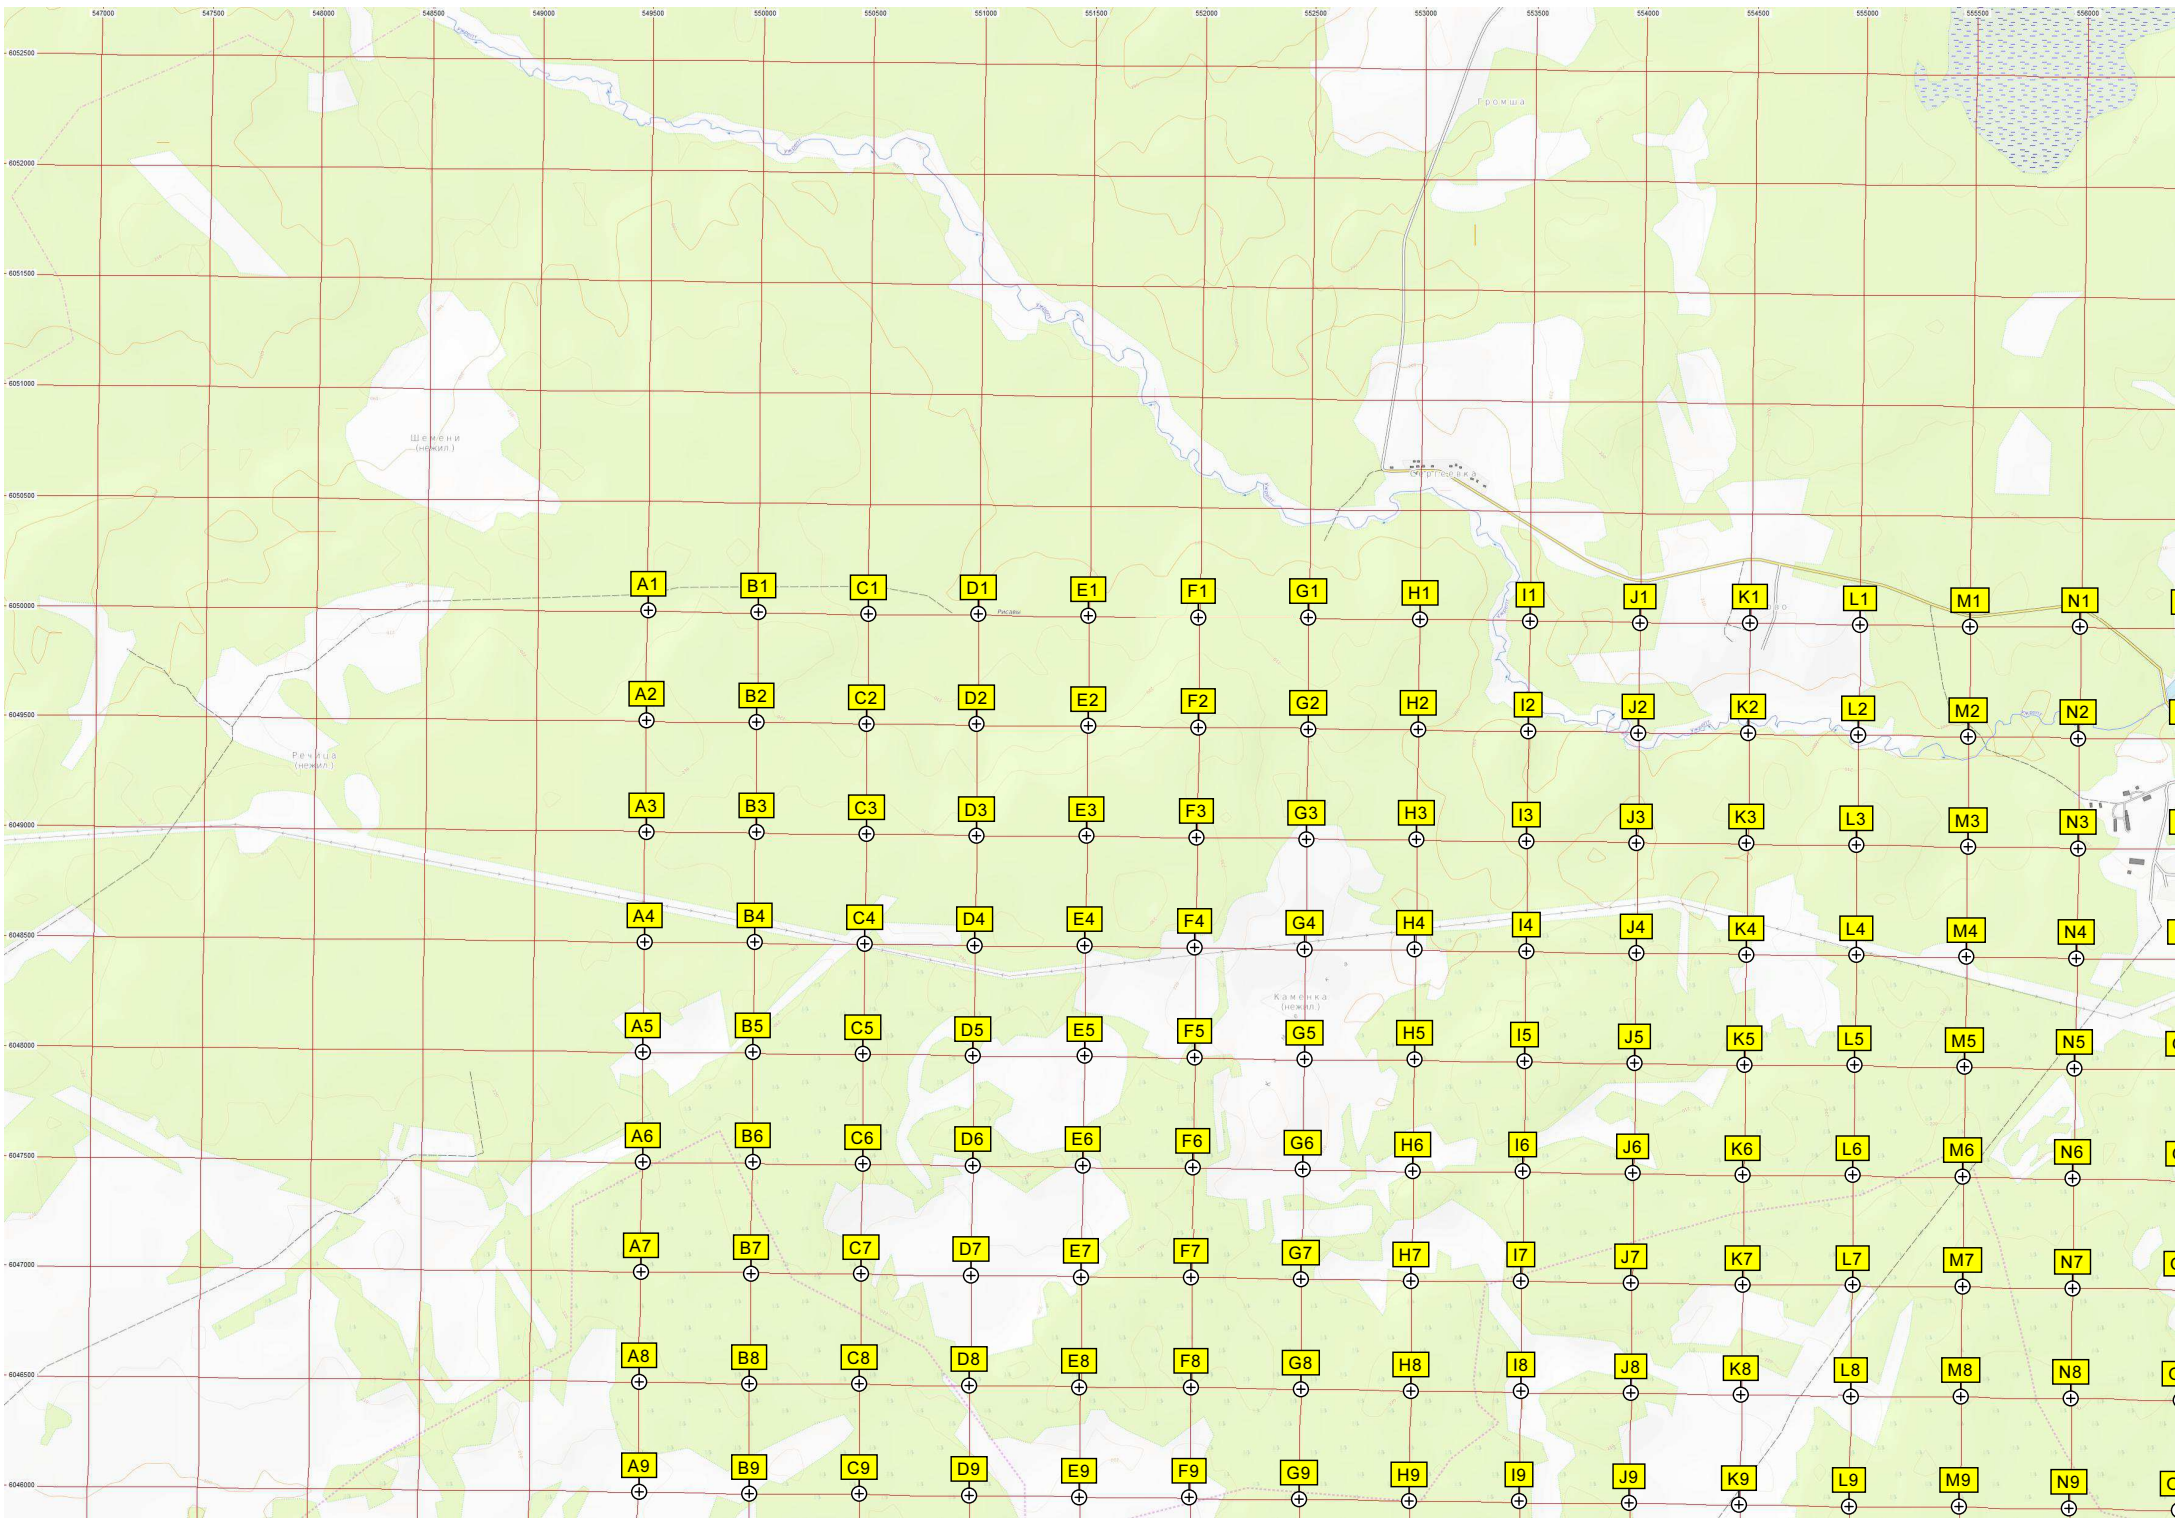 547000 547500 548000 548500 549000 549500 550000 550500 551000 551500 552000 552500 553000 553500 554000 554500 555000 555500 556000
6052500
Громша
6052000
6051500
6051000
Шемени
(нежил.)
Сергеевка
6050500
A1 B1 C1 D1 E1 F1 G1 H1 I1 J1 K1 L1 M1 N1
6050000
A2 B2 C2 D2 E2 F2 G2 H2 I2 J2 K2 L2 M2 N2
6049500
Речица
(нежил.)
A3 B3 C3 D3 E3 F3 G3 H3 I3 J3 K3 L3 M3 N3
6049000
A4 B4 C4 D4 E4 F4 G4 H4 I4 J4 K4 L4 M4 N4
6048500
Каменка
(нежил.)
A5 B5 C5 D5 E5 F5 G5 H5 I5 J5 K5 L5 M5 N5
6048000
A6 B6 C6 D6 E6 F6 G6 H6 I6 J6 K6 L6 M6 N6
6047500
A7 B7 C7 D7 E7 F7 G7 H7 I7 J7 K7 L7 M7 N7
6047000
A8 B8 C8 D8 E8 F8 G8 H8 I8 J8 K8 L8 M8 N8
6046500
A9 B9 C9 D9 E9 F9 G9 H9 I9 J9 K9 L9 M9 N9
6046000